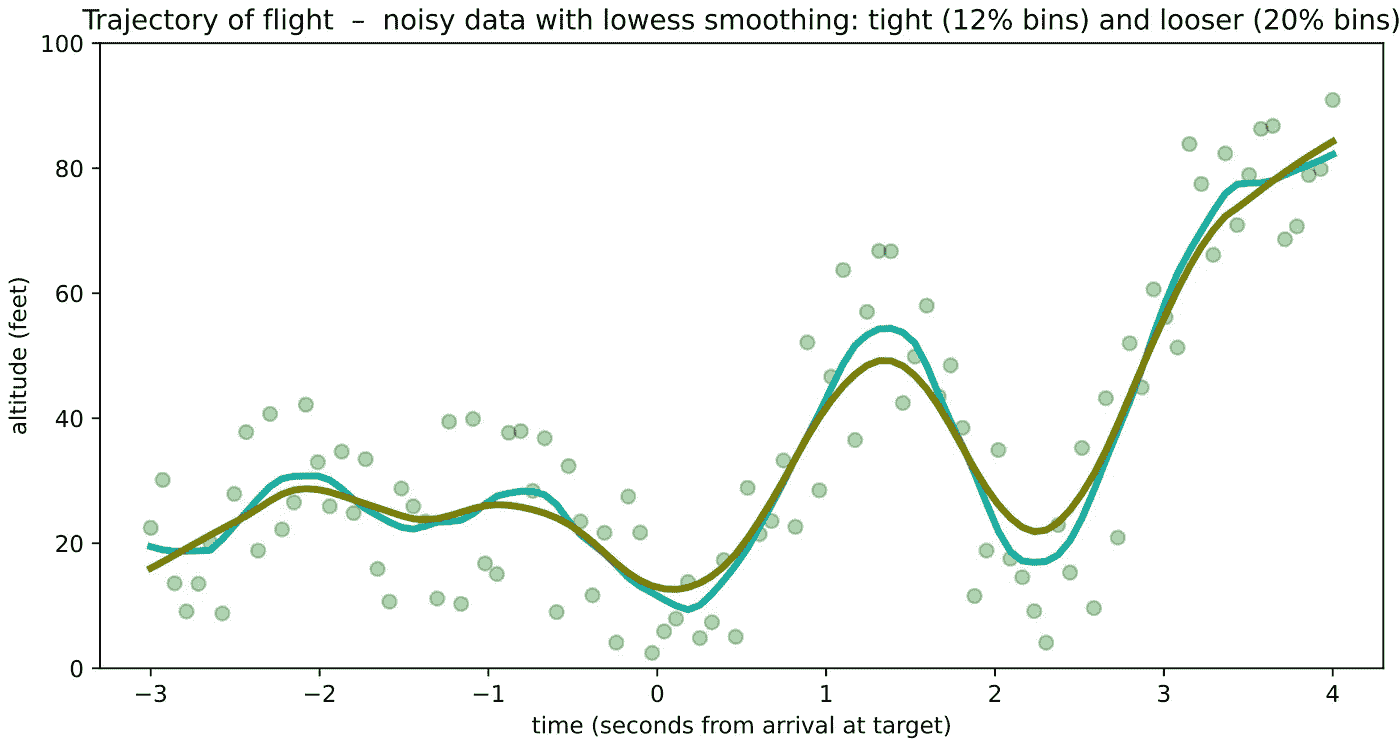 Trajectory of flight – noisy data with lowess smoothing: tight (12% bins) and looser (20% bins)
100
80
60
40
20
0
altitude (feet)
−3 −2 −1 0 1 2 3 4
time (seconds from arrival at target)